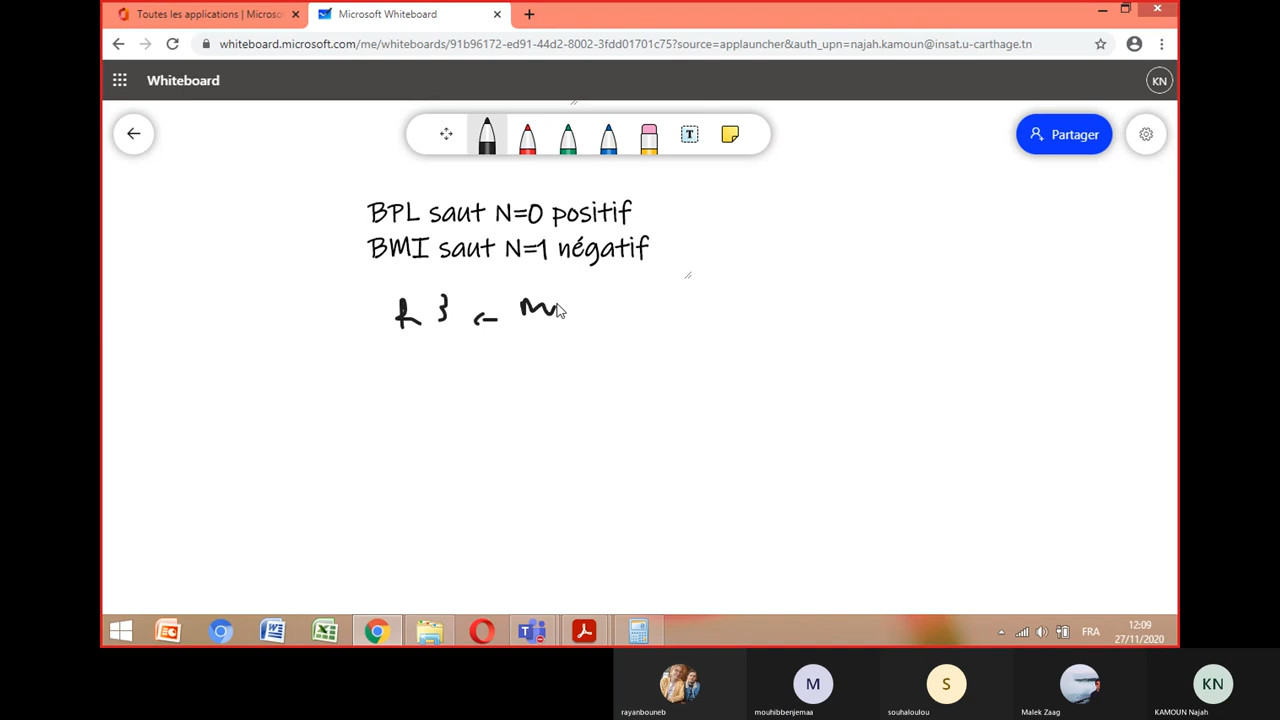 Toutes les applications | Microso
Microsoft Whiteboard
whiteboard.microsoft.com/me/whiteboards/91b96172-ed91-44d2-8002-3fdd01701c75?source=applauncher&auth_upn=najah.kamoun@insat.u-carthage.tn
Whiteboard
KN
T
Partager
BPL saut N=0 positif
BMI saut N=1 négatif
R3 ← m
FRA
12:09
27/11/2020
M
S
KN
rayanbouneb
mouhibbenjemaa
souhaloulou
Malek Zaag
KAMOUN Najah